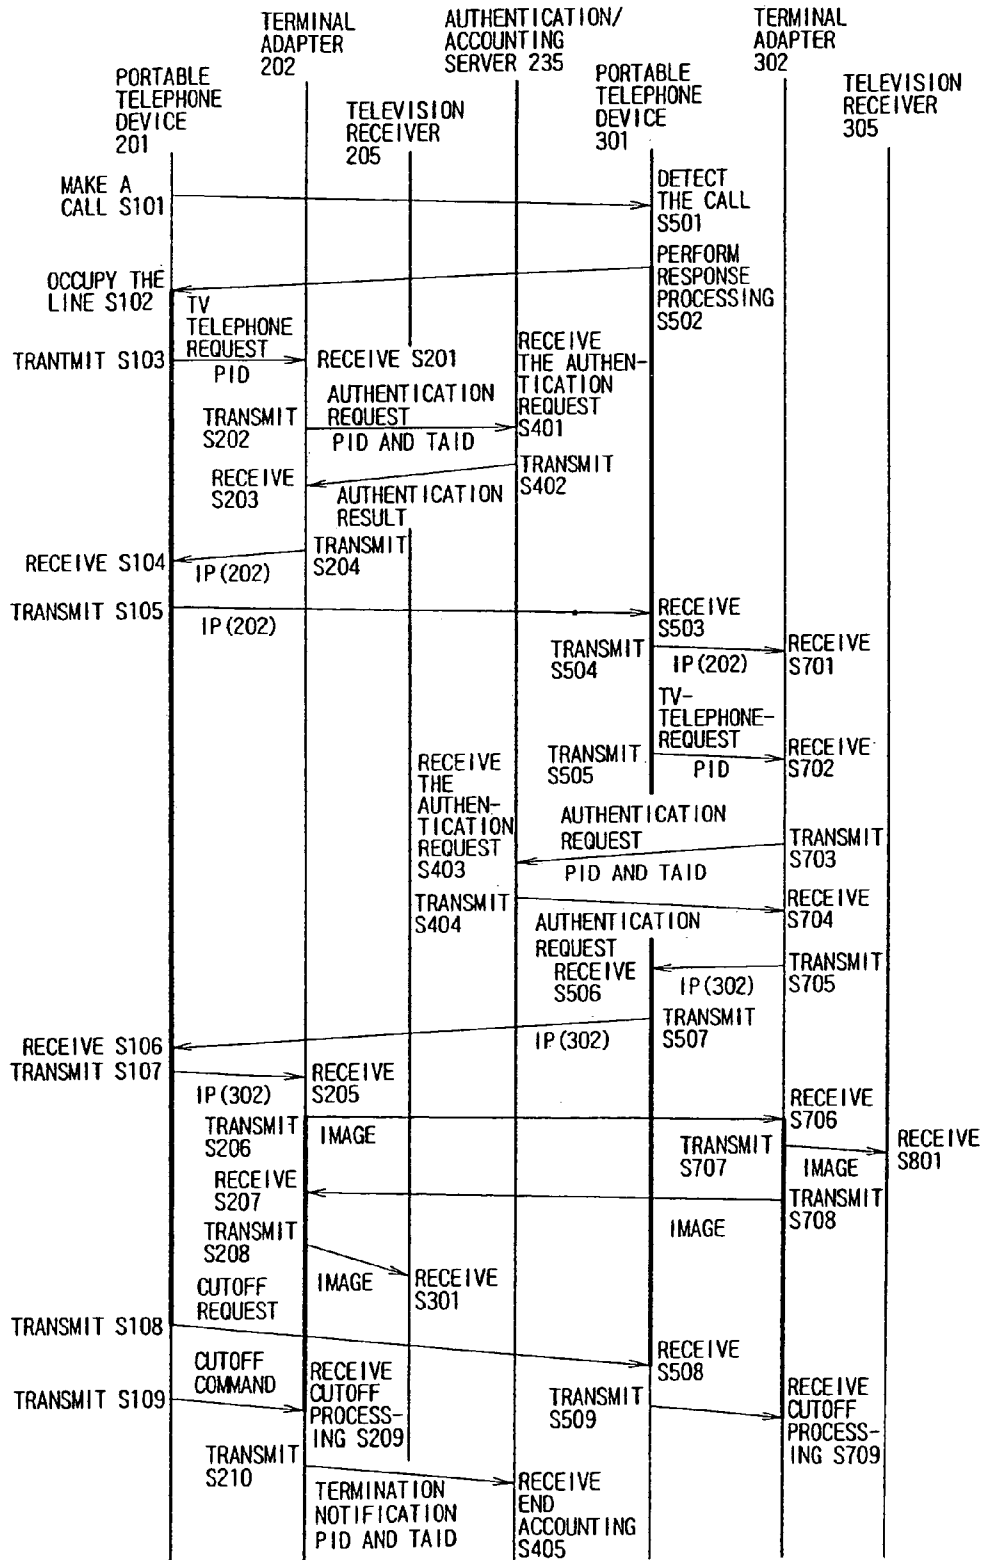 TERMINAL
ADAPTER
202
AUTHENTICATION/
ACCOUNTING
SERVER 235
TERMINAL
ADAPTER
302
PORTABLE
TELEPHONE
DEVICE
201
TELEVISION
RECEIVER
205
PORTABLE
TELEPHONE
DEVICE
301
TELEVISION
RECEIVER
305
MAKE A
CALL S101
DETECT
THE CALL
S501
OCCUPY THE
LINE S102
PERFORM
RESPONSE
PROCESSING
S502
TV
TELEPHONE
REQUEST
TRANTMIT S103
PID
RECEIVE S201
RECEIVE
THE AUTHEN-
TICATION
REQUEST
S401
TRANSMIT
S202
AUTHENTICATION
REQUEST
PID AND TAID
RECEIVE
S203
TRANSMIT
S402
AUTHENTICATION
RESULT
RECEIVE S104
TRANSMIT
S204
IP(202)
TRANSMIT S105
IP(202)
RECEIVE
S503
TRANSMIT
S504
IP(202)
RECEIVE
S701
TV-
TELEPHONE-
REQUEST
TRANSMIT
S505
PID
RECEIVE
S702
RECEIVE
THE
AUTHEN-
TICATION
REQUEST
S403
AUTHENTICATION
REQUEST
PID AND TAID
TRANSMIT
S703
TRANSMIT
S404
RECEIVE
S704
AUTHENTICATION
REQUEST
RECEIVE
S506
IP(302)
TRANSMIT
S705
RECEIVE S106
IP(302)
TRANSMIT
S507
TRANSMIT S107
IP(302)
RECEIVE
S205
TRANSMIT
S206
IMAGE
RECEIVE
S706
TRANSMIT
S707
IMAGE
RECEIVE
S801
RECEIVE
S207
IMAGE
TRANSMIT
S708
TRANSMIT
S208
IMAGE
RECEIVE
S301
CUTOFF
REQUEST
TRANSMIT S108
RECEIVE
S508
CUTOFF
COMMAND
TRANSMIT S109
RECEIVE
CUTOFF
PROCESS-
ING S209
TRANSMIT
S509
RECEIVE
CUTOFF
PROCESS-
ING S709
TRANSMIT
S210
TERMINATION
NOTIFICATION
PID AND TAID
RECEIVE
END
ACCOUNTING
S405